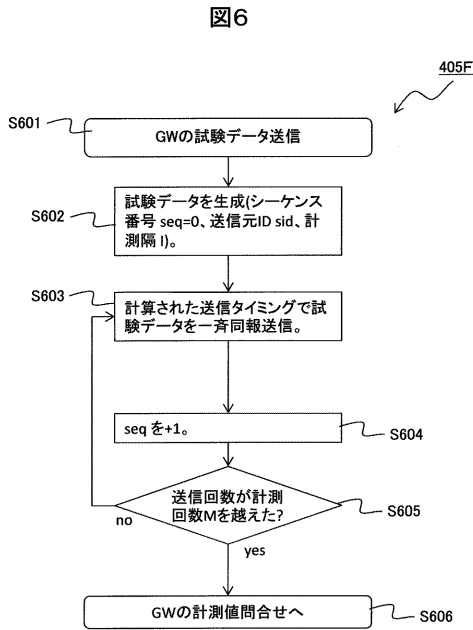 図6
405F
S601
GWの試験データ送信
S602
試験データを生成(シーケンス
番号 seq=0、送信元ID sid、計
測隔 I)。
S603
計算された送信タイミングで試
験データを一斉同報送信。
seq を+1。
S604
送信回数が計測
回数Mを越えた?
S605
no
yes
GWの計測値問合せへ
S606